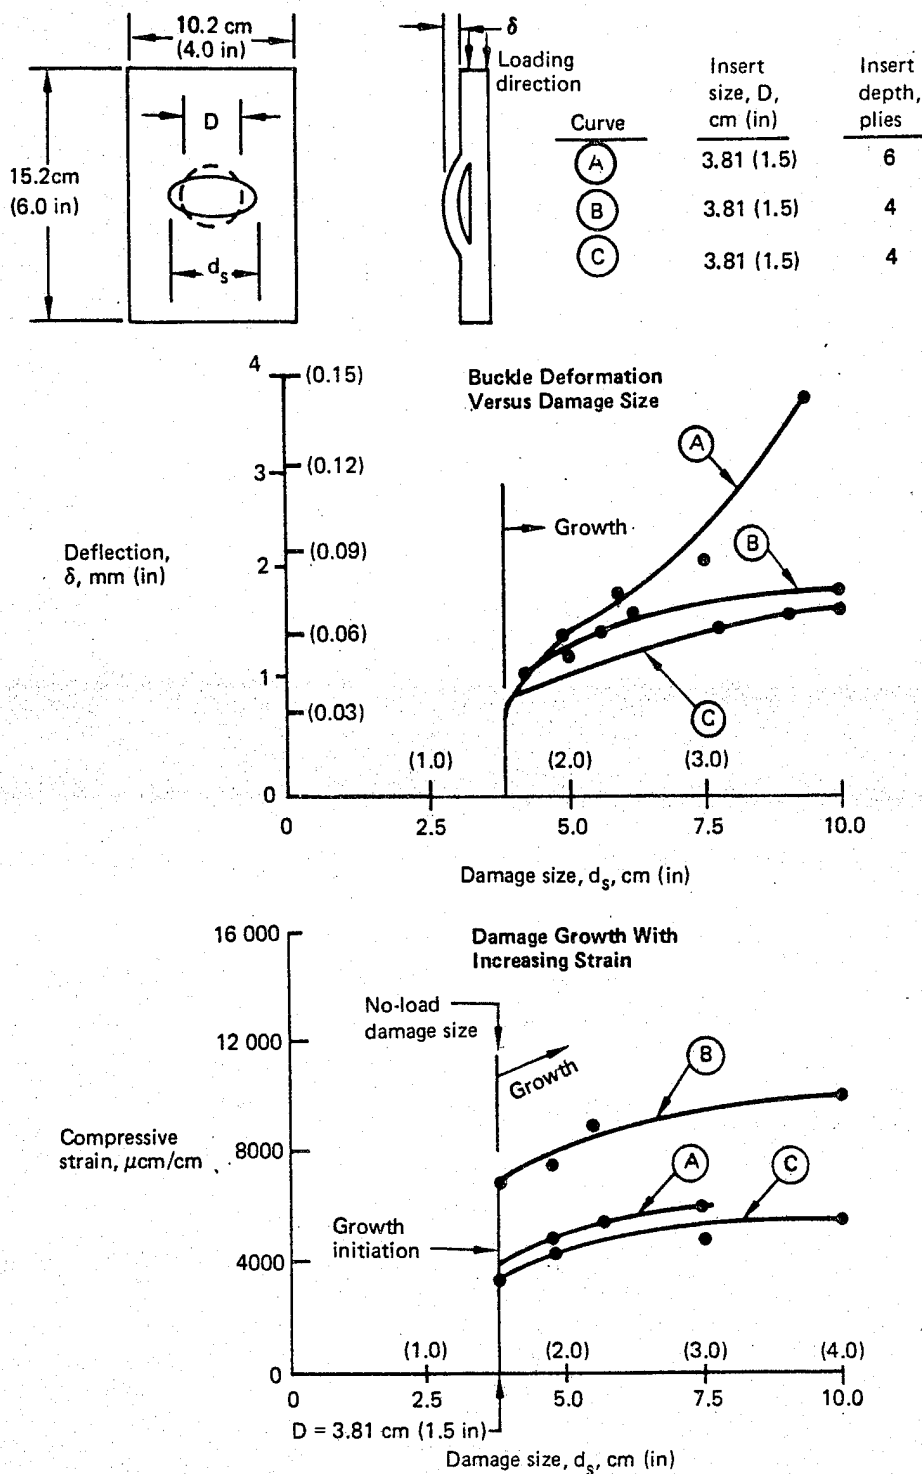 10.2 cm
(4.0 in)
D
15.2cm
(6.0 in)
d_s
δ
Loading
direction
Curve
Insert
size, D,
cm (in)
Insert
depth,
plies
A 3.81 (1.5) 6
B 3.81 (1.5) 4
C 3.81 (1.5) 4
Buckle Deformation
Versus Damage Size
4 (0.15)
3 (0.12)
2 (0.09)
(0.06)
1
(0.03)
0
Deflection,
δ, mm (in)
Growth
A
B
C
(1.0) (2.0) (3.0)
0 2.5 5.0 7.5 10.0
Damage size, d_s, cm (in)
Damage Growth With
Increasing Strain
16 000
12 000
8000
4000
0
Compressive
strain, μcm/cm
No-load
damage size
Growth
Growth
initiation
B
A
C
(1.0) (2.0) (3.0) (4.0)
0 2.5 5.0 7.5 10.0
D = 3.81 cm (1.5 in)
Damage size, d_s, cm (in)